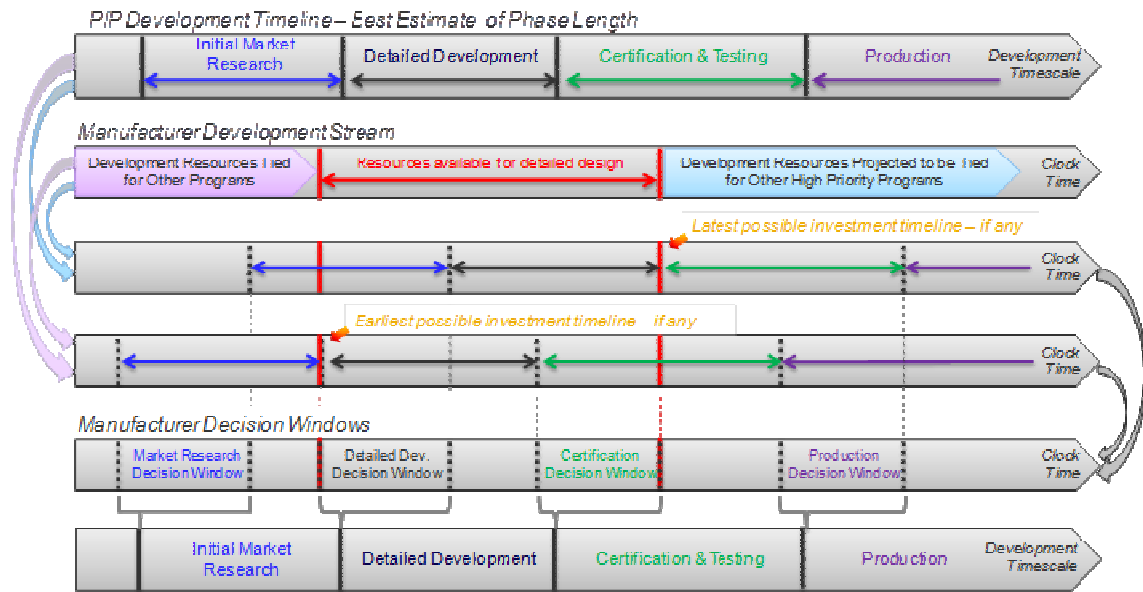 PIP Development Timeline – Best Estimate of Phase Length
Initial Market
Research
Detailed Development
Certification & Testing
Production
Development
Timescale
Manufacturer Development Stream
Development Resources Tied
for Other Programs
Resources available for detailed design
Development Resources Projected to be Tied
for Other High Priority Programs
Clock
Time
Latest possible investment timeline – if any
Clock
Time
Earliest possible investment timeline if any
Clock
Time
Manufacturer Decision Windows
Market Research
Decision Window
Detailed Dev.
Decision Window
Certification
Decision Window
Production
Decision Window
Clock
Time
Initial Market
Research
Detailed Development
Certification & Testing
Production
Development
Timescale